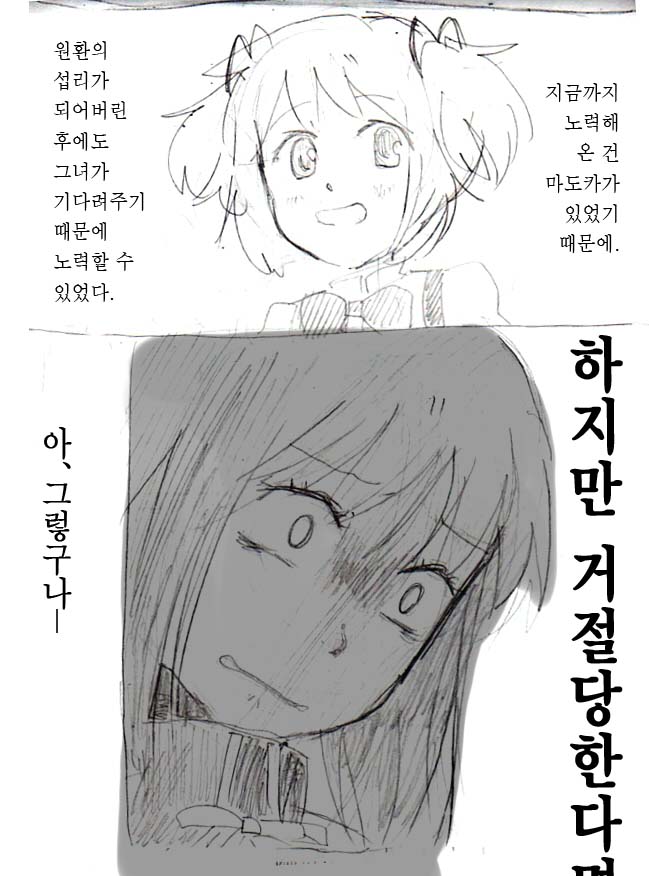 지금까지
노력해
온 건
마도카가
있었기
때문에.
원환의
섭리가
되어버린
후에도
그녀가
기다려주기
때문에
노력할 수
있었다.
하지만 거절당한다면
아, 그렇구나—